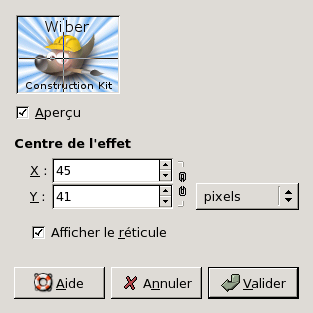 Wilber
Construction Kit
Aperçu
Centre de l'effet
X : 45
Y : 41 pixels
Afficher le réticule
Aide Annuler Valider